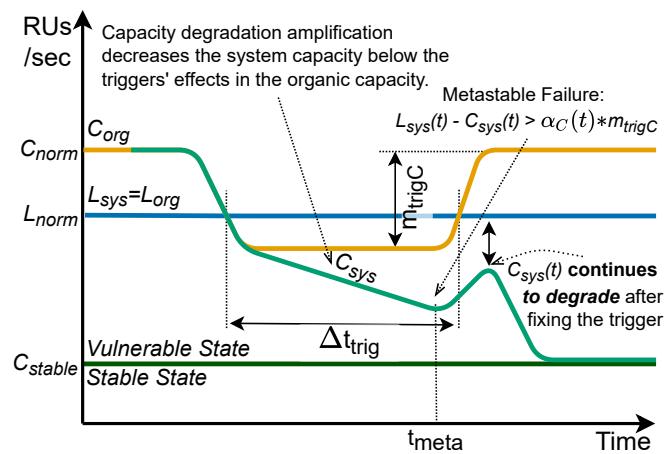 RUs
/sec
Capacity degradation amplification
decreases the system capacity below the
triggers' effects in the organic capacity.
Metastable Failure:
L_sys(t) - C_sys(t) > α_C(t)*m_trigC
C_org
C_norm
L_sys=L_org
L_norm
m_trigC
C_sys
C_sys(t) continues
to degrade after
fixing the trigger
Δt_trig
Vulnerable State
C_stable
Stable State
t_meta
Time